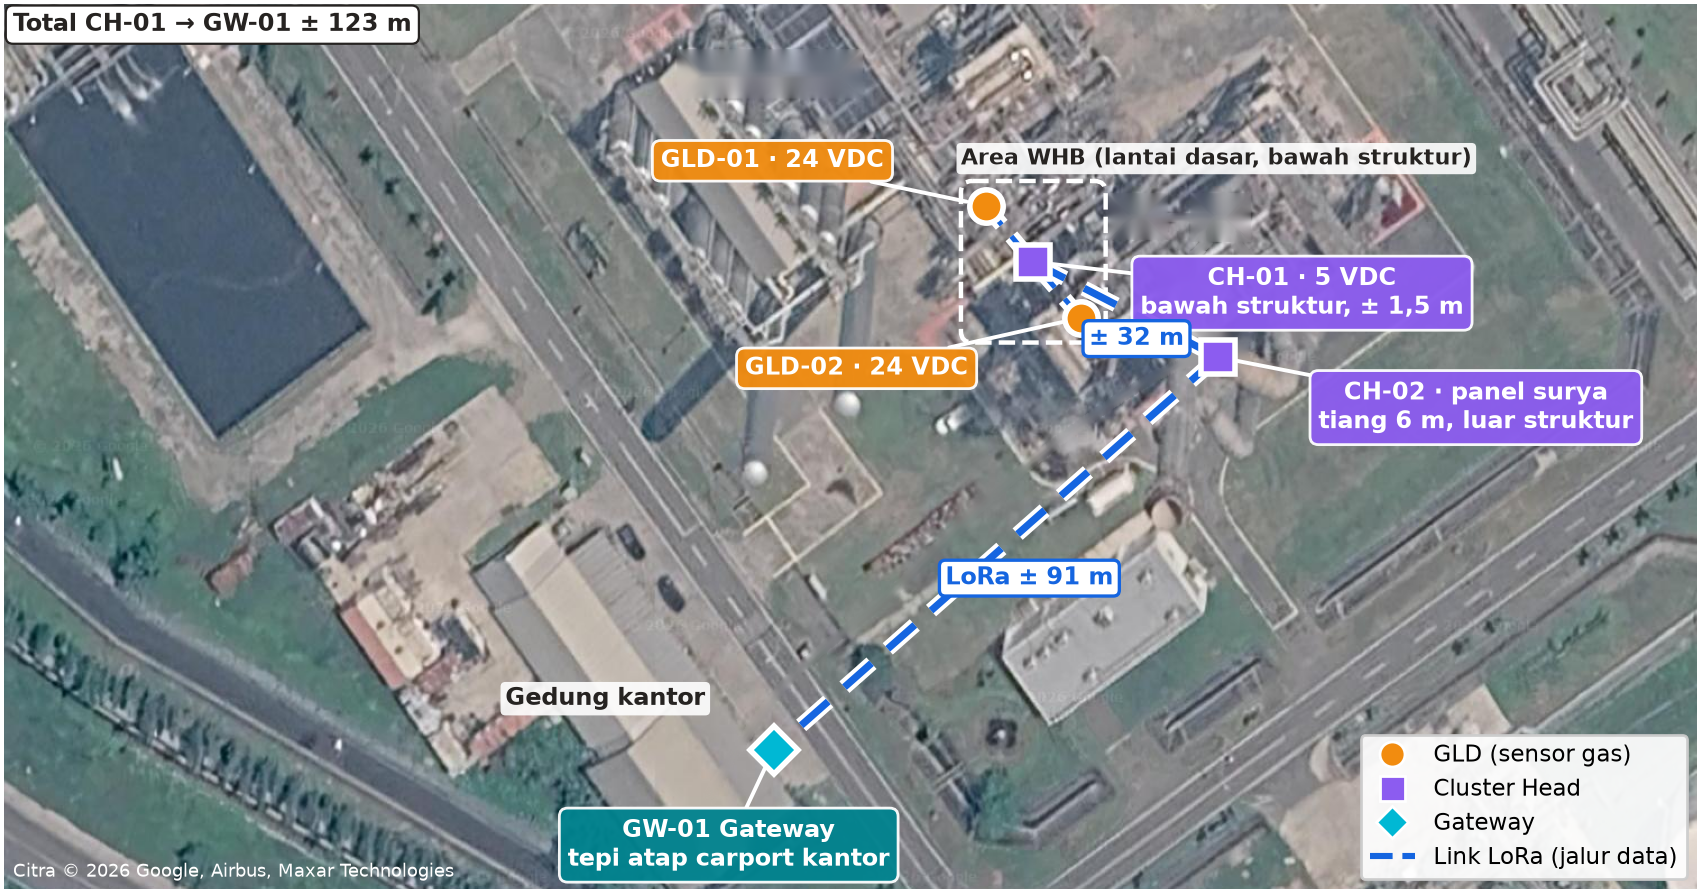 Total CH-01 → GW-01 ± 123 m
GLD-01 · 24 VDC
Area WHB (lantai dasar, bawah struktur)
CH-01 · 5 VDC
bawah struktur, ± 1,5 m
± 32 m
GLD-02 · 24 VDC
CH-02 · panel surya
tiang 6 m, luar struktur
LoRa ± 91 m
Gedung kantor
GW-01 Gateway
tepi atap carport kantor
GLD (sensor gas)
Cluster Head
Gateway
Link LoRa (jalur data)
Citra © 2026 Google, Airbus, Maxar Technologies